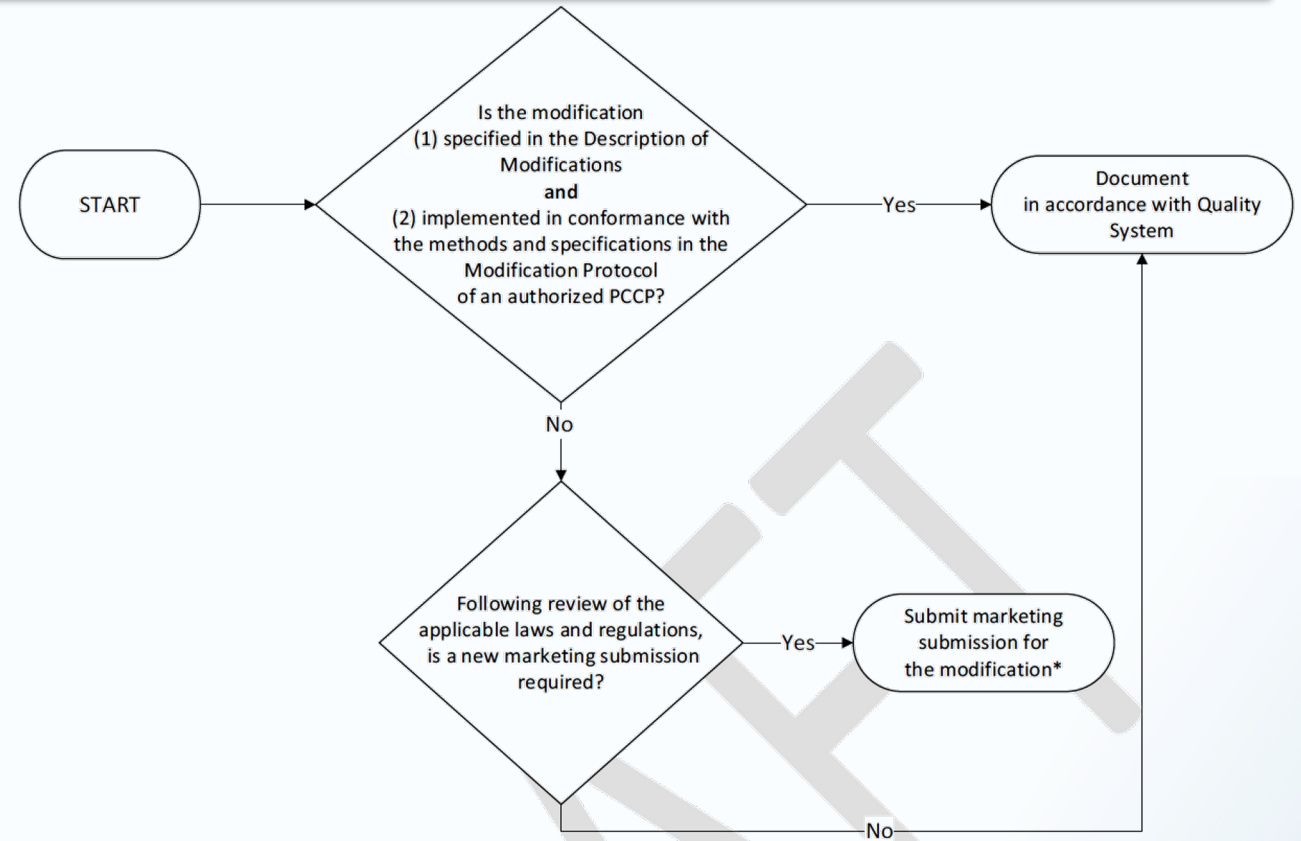 START
Is the modification
(1) specified in the Description of
Modifications
and
(2) implemented in conformance with
the methods and specifications in the
Modification Protocol
of an authorized PCCP?
Yes
Document
in accordance with Quality
System
No
Following review of the
applicable laws and regulations,
is a new marketing submission
required?
Yes
Submit marketing
submission for
the modification*
No